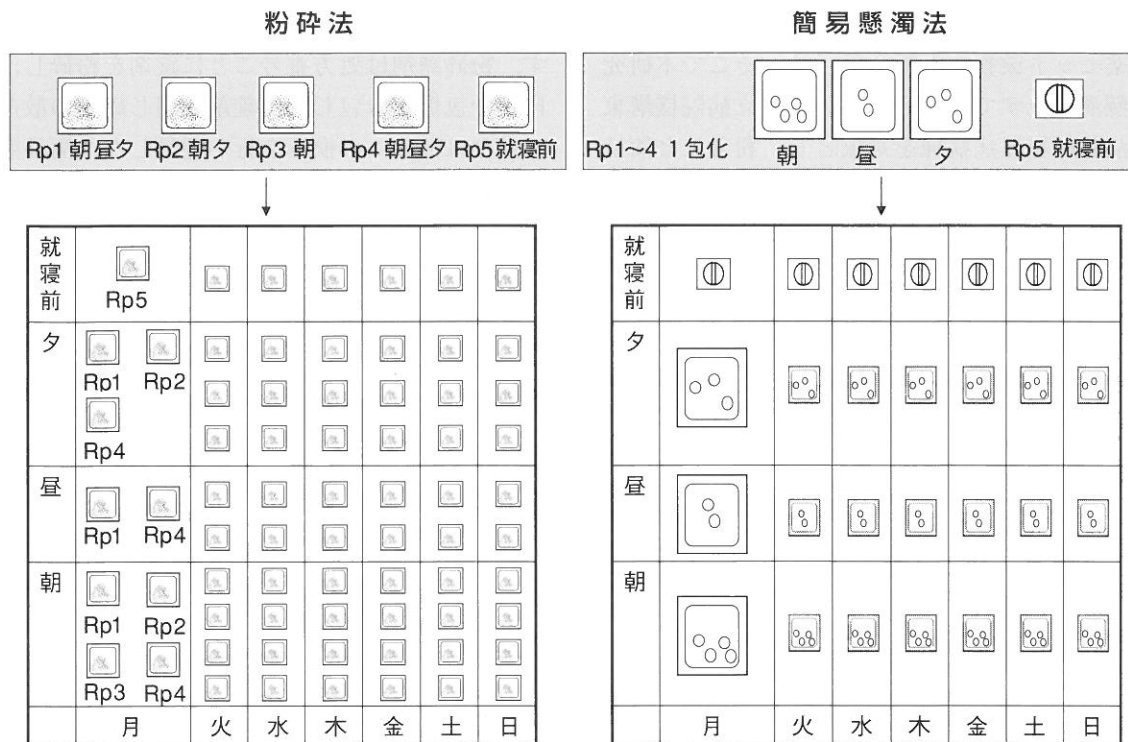 粉砕法
Rp1 朝昼夕 Rp2 朝夕 Rp3 朝 Rp4 朝昼夕 Rp5 就寝前
就寝前
Rp5
夕
Rp1 Rp2
Rp4
昼
Rp1 Rp4
朝
Rp1 Rp2
Rp3 Rp4
月 火 水 木 金 土 日
簡易懸濁法
Rp1~4 1包化 朝 昼 夕 Rp5 就寝前
就寝前
夕
昼
朝
月 火 水 木 金 土 日